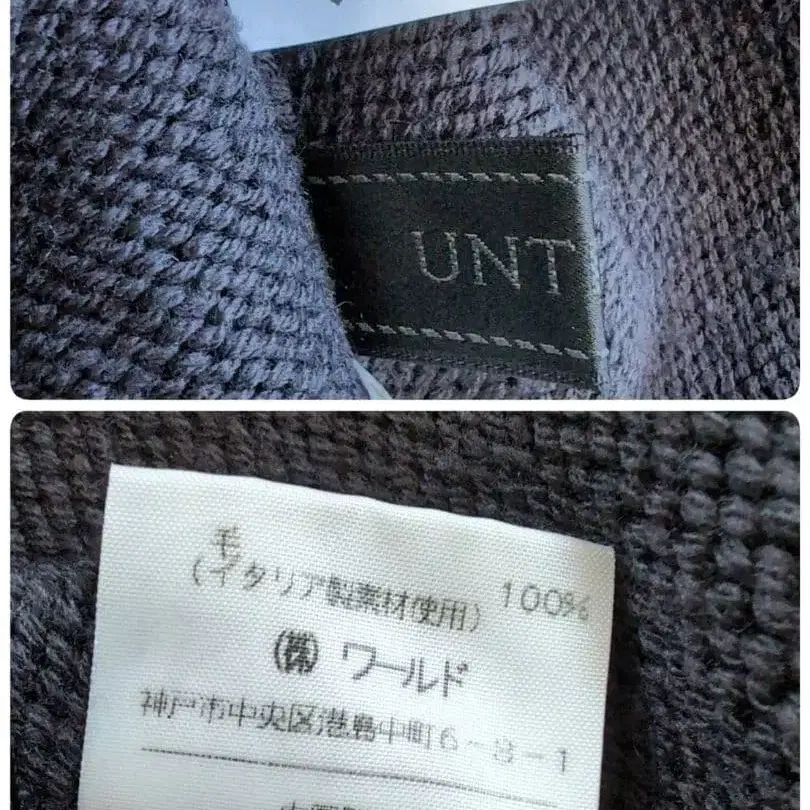 UNT
毛 100%
(イタリア製素材使用)
(株) ワールド
神戸市中央区港島中町6-8-1